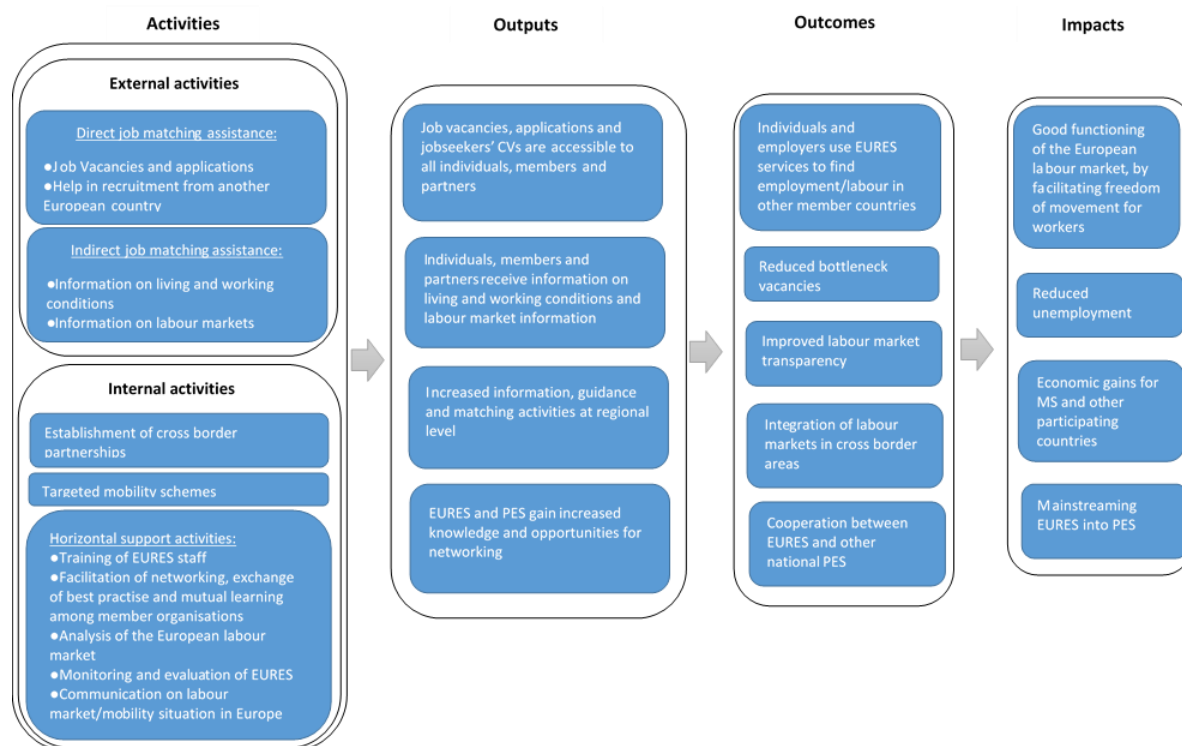 Activities
External activities
Direct job matching assistance:
●Job Vacancies and applications
●Help in recruitment from another
European country
Indirect job matching assistance:
●Information on living and working
conditions
●Information on labour markets
Internal activities
Establishment of cross border
partnerships
Targeted mobility schemes
Horizontal support activities:
●Training of EURES staff
●Facilitation of networking, exchange
of best practise and mutual learning
among member organisations
●Analysis of the European labour
market
●Monitoring and evaluation of EURES
●Communication on labour
market/mobility situation in Europe
Outputs
Job vacancies, applications and
jobseekers' CVs are accessible to
all individuals, members and
partners
Individuals, members and
partners receive information on
living and working conditions and
labour market information
Increased information, guidance
and matching activities at regional
level
EURES and PES gain increased
knowledge and opportunities for
networking
Outcomes
Individuals and
employers use EURES
services to find
employment/labour in
other member countries
Reduced bottleneck
vacancies
Improved labour market
transparency
Integration of labour
markets in cross border
areas
Cooperation between
EURES and other
national PES
Impacts
Good functioning
of the European
labour market, by
facilitating freedom
of movement for
workers
Reduced
unemployment
Economic gains for
MS and other
participating
countries
Mainstreaming
EURES into PES